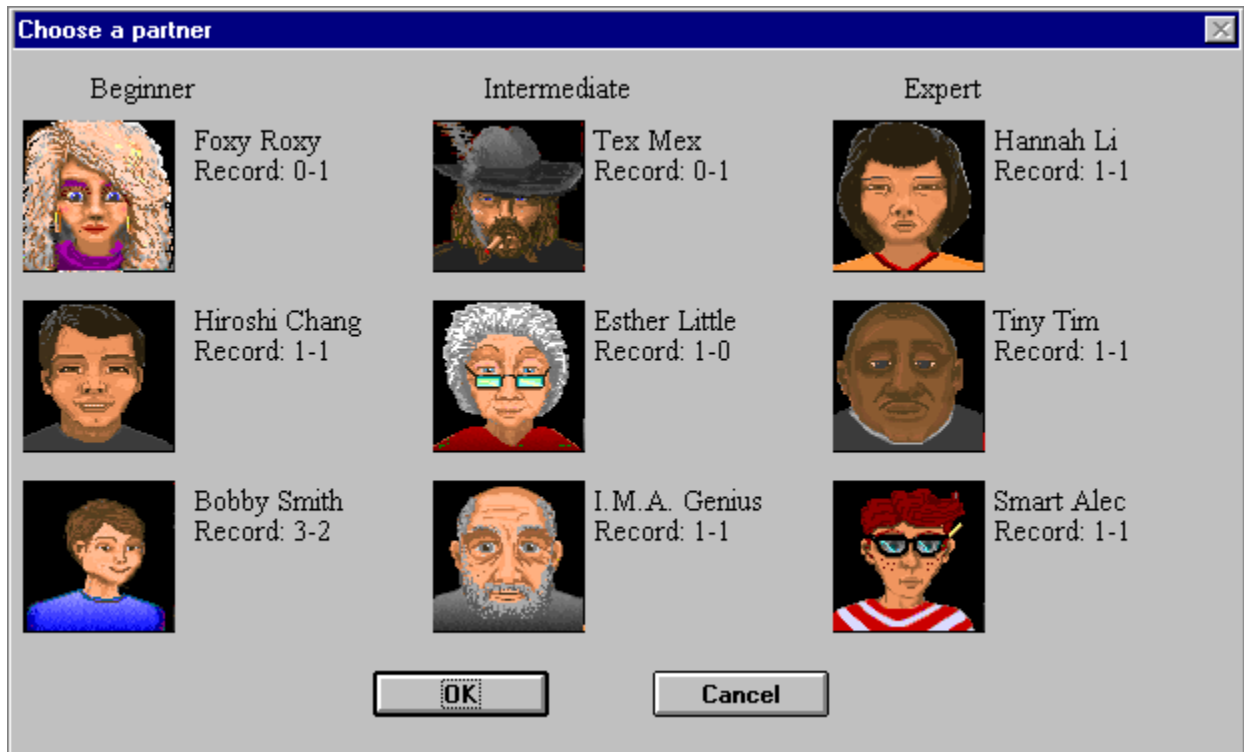 Choose a partner
Beginner
Intermediate
Expert
Foxy Roxy
Record: 0-1
Tex Mex
Record: 0-1
Hannah Li
Record: 1-1
Hiroshi Chang
Record: 1-1
Esther Little
Record: 1-0
Tiny Tim
Record: 1-1
Bobby Smith
Record: 3-2
I.M.A. Genius
Record: 1-1
Smart Alec
Record: 1-1
OK
Cancel